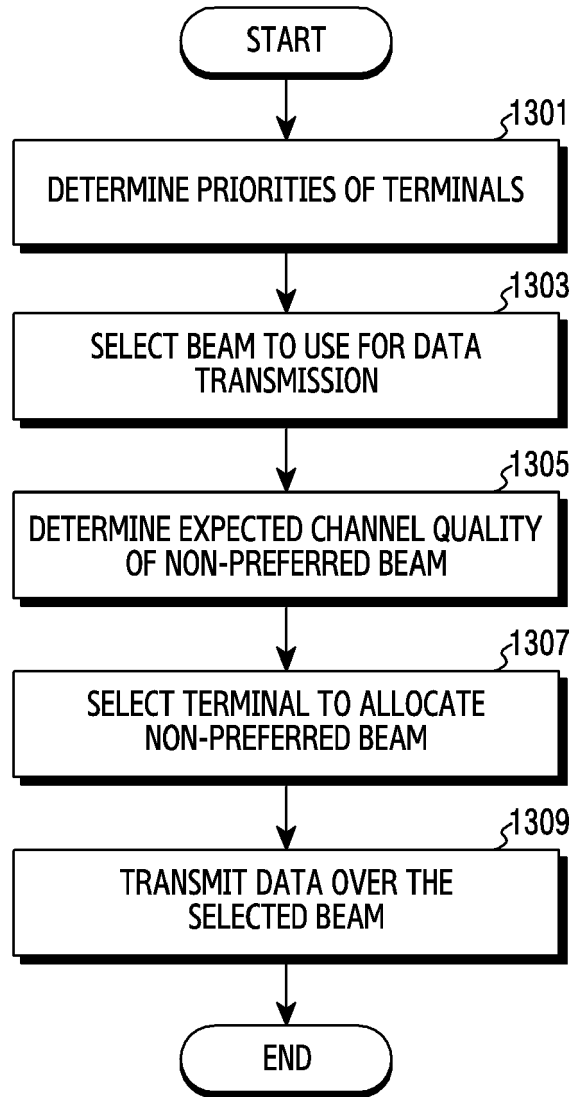 START
1301
DETERMINE PRIORITIES OF TERMINALS
1303
SELECT BEAM TO USE FOR DATA
TRANSMISSION
1305
DETERMINE EXPECTED CHANNEL QUALITY
OF NON-PREFERRED BEAM
1307
SELECT TERMINAL TO ALLOCATE
NON-PREFERRED BEAM
1309
TRANSMIT DATA OVER THE
SELECTED BEAM
END